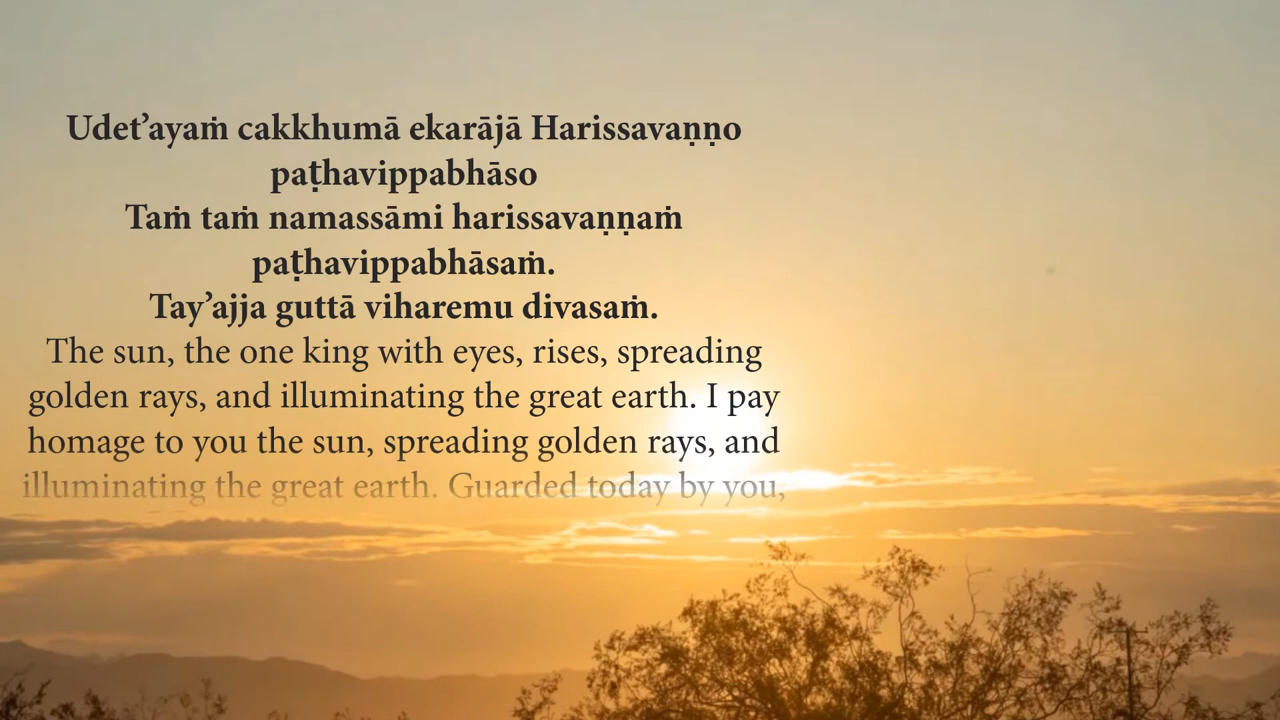 Udet’ayaṁ cakkhumā ekarājā Harissavaṇṇo
paṭhavippabhāso
Taṁ taṁ namassāmi harissavaṇṇaṁ
paṭhavippabhāsaṁ.
Tay’ajja guttā viharemu divasaṁ.
The sun, the one king with eyes, rises, spreading
golden rays, and illuminating the great earth. I pay
homage to you the sun, spreading golden rays, and
illuminating the great earth. Guarded today by you,